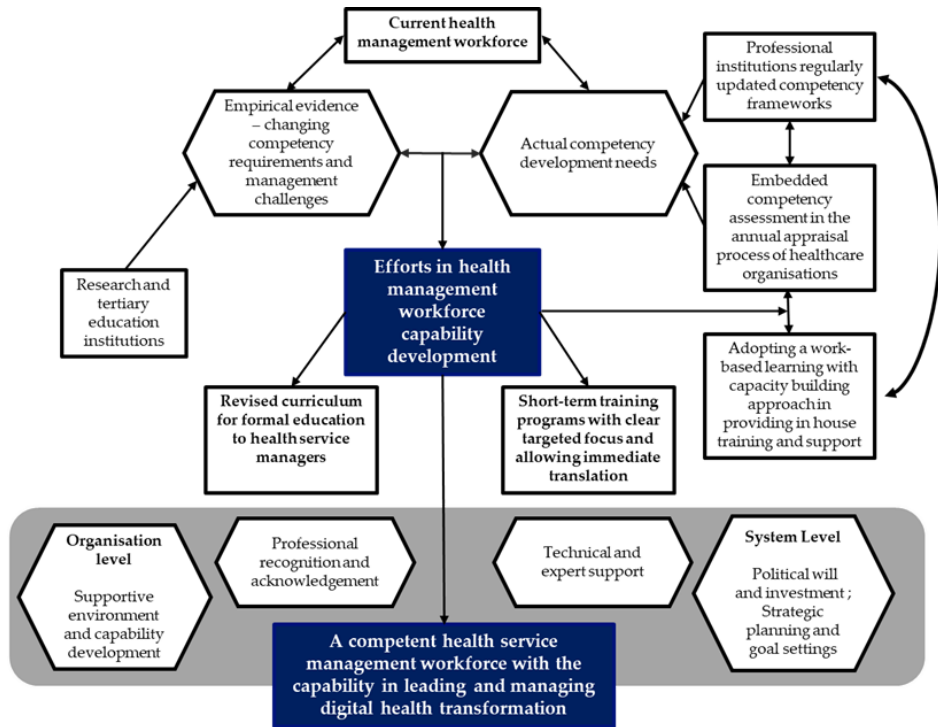 Current health
management workforce
Empirical evidence
– changing
competency
requirements and
management
challenges
Actual competency
development needs
Professional
institutions regularly
updated competency
frameworks
Embedded
competency
assessment in the
annual appraisal
process of healthcare
organisations
Research and
tertiary
education
institutions
Efforts in health
management
workforce
capability
development
Adopting a work-
based learning with
capacity building
approach in
providing in house
training and support
Revised curriculum
for formal education
to health service
managers
Short-term training
programs with clear
targeted focus and
allowing immediate
translation
Organisation
level
Supportive
environment
and capability
development
Professional
recognition and
acknowledgement
Technical and
expert support
System Level
Political will
and investment ;
Strategic
planning and
goal settings
A competent health service
management workforce with the
capability in leading and managing
digital health transformation